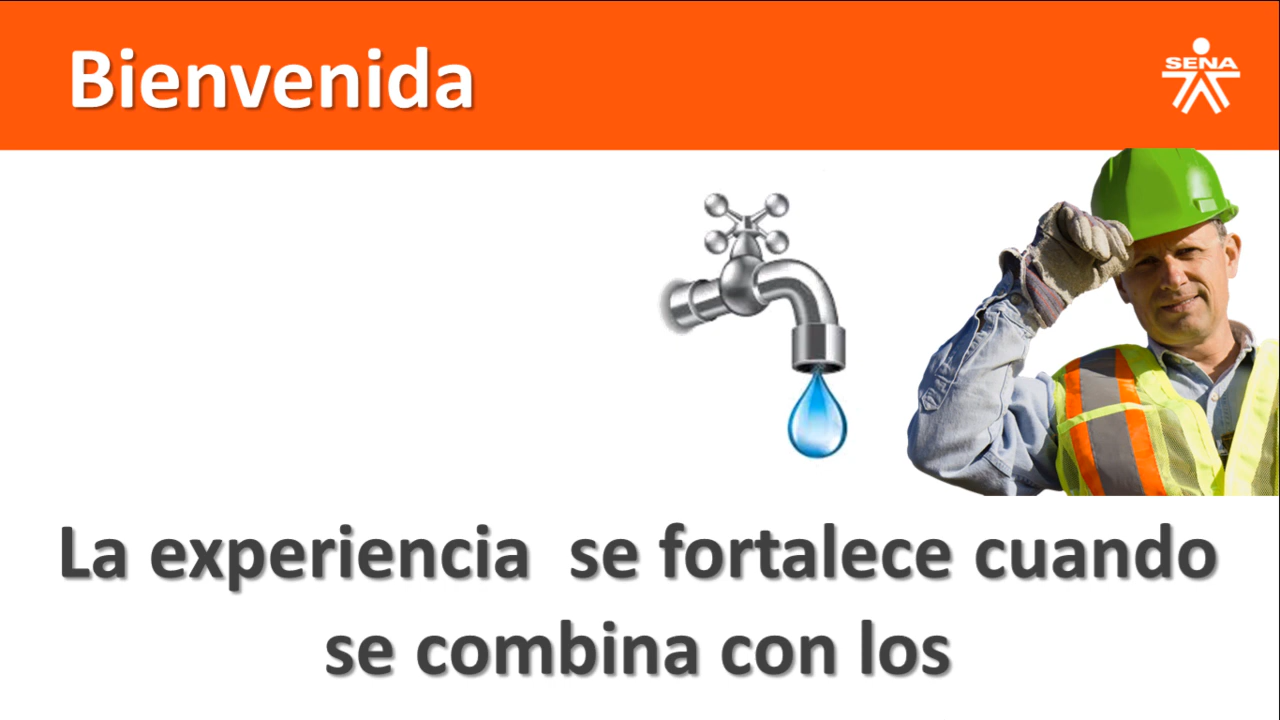 Bienvenida
SENA
La experiencia  se fortalece cuando
se combina con los